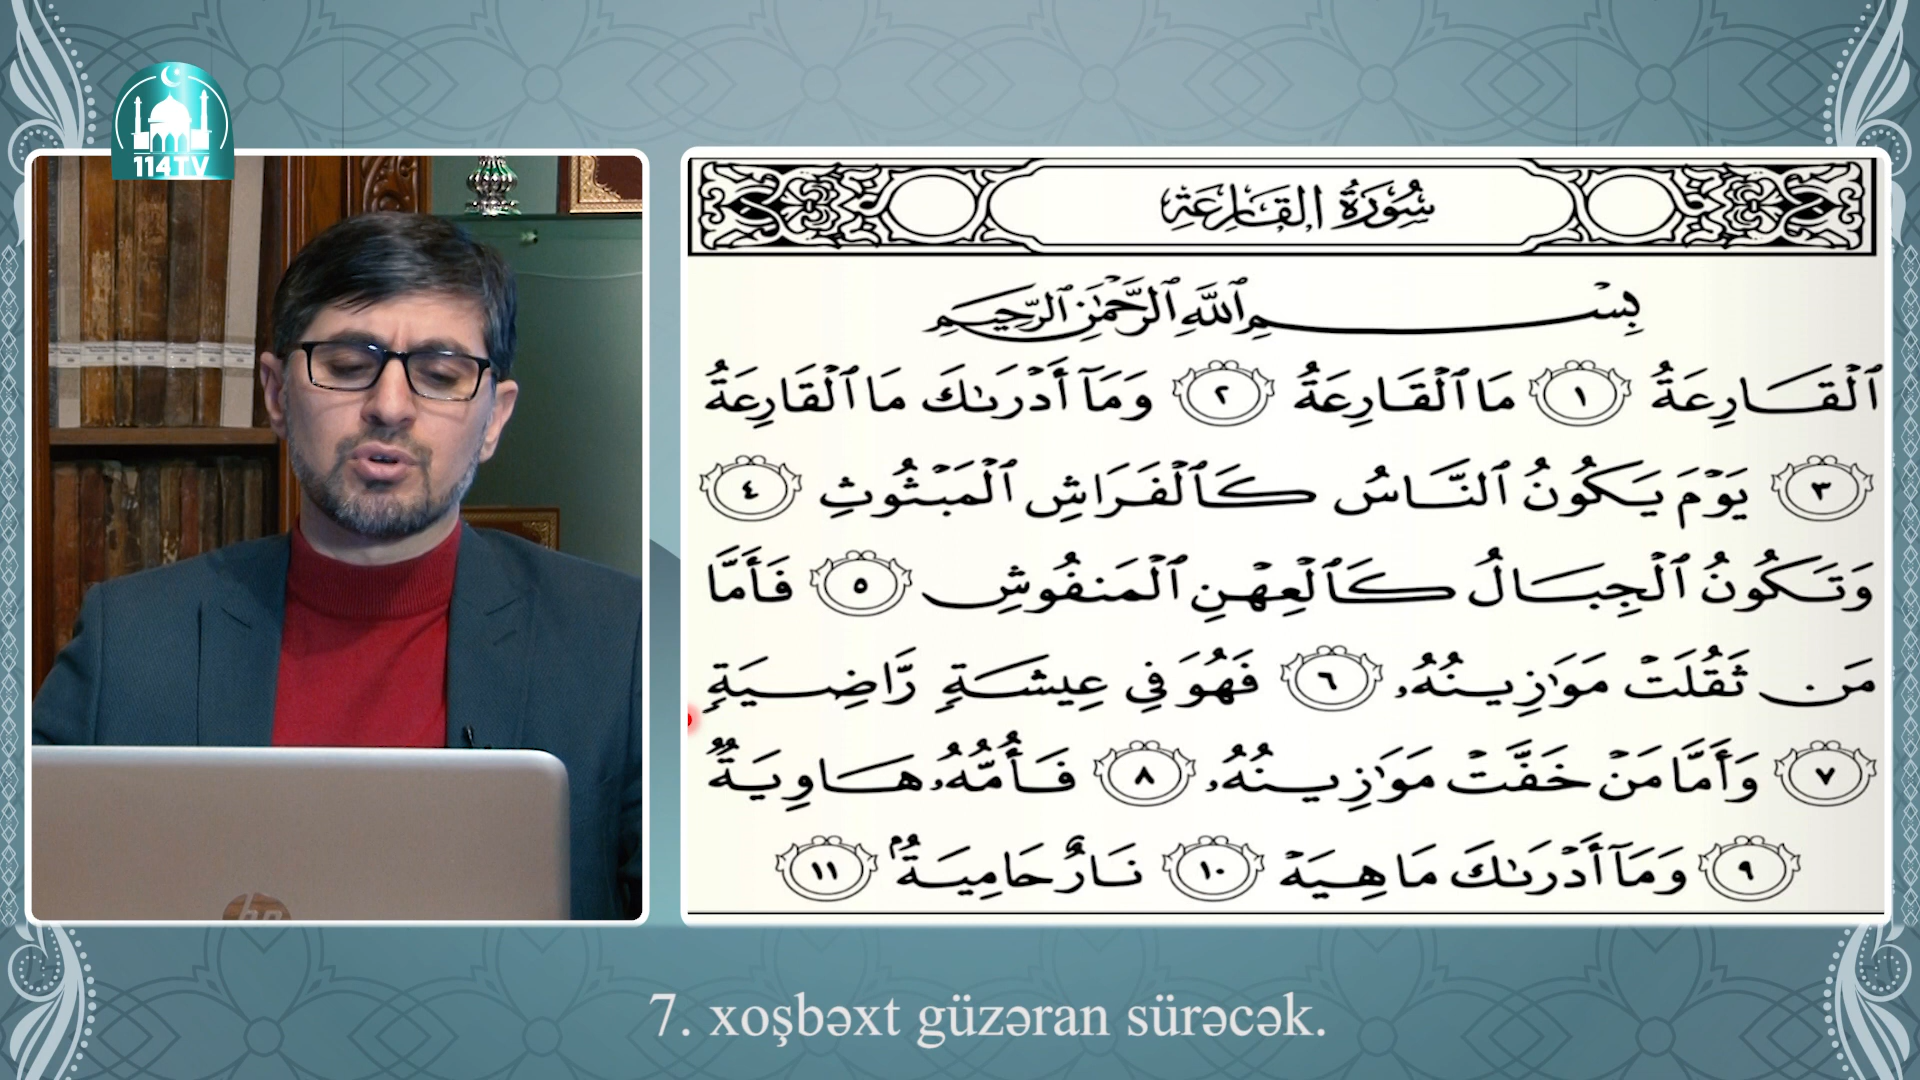 114TV
سُورَةُ القَارِعَة
بِسْمِ ٱللَّهِ ٱلرَّحْمَٰنِ ٱلرَّحِيمِ
ٱلْقَارِعَةُ ١ مَا ٱلْقَارِعَةُ ٢ وَمَآ أَدْرَىٰكَ مَا ٱلْقَارِعَةُ
٣ يَوْمَ يَكُونُ ٱلنَّاسُ كَٱلْفَرَاشِ ٱلْمَبْثُوثِ ٤
وَتَكُونُ ٱلْجِبَالُ كَٱلْعِهْنِ ٱلْمَنفُوشِ ٥ فَأَمَّا
مَن ثَقُلَتْ مَوَٰزِينُهُۥ ٦ فَهُوَ فِي عِيشَةٍ رَّاضِيَةٍ
٧ وَأَمَّا مَنْ خَفَّتْ مَوَٰزِينُهُۥ ٨ فَأُمُّهُۥ هَاوِيَةٌ
٩ وَمَآ أَدْرَىٰكَ مَا هِيَهْ ١٠ نَارٌ حَامِيَةٌۢ ١١
hp
7. xoşbəxt güzəran sürəcək.